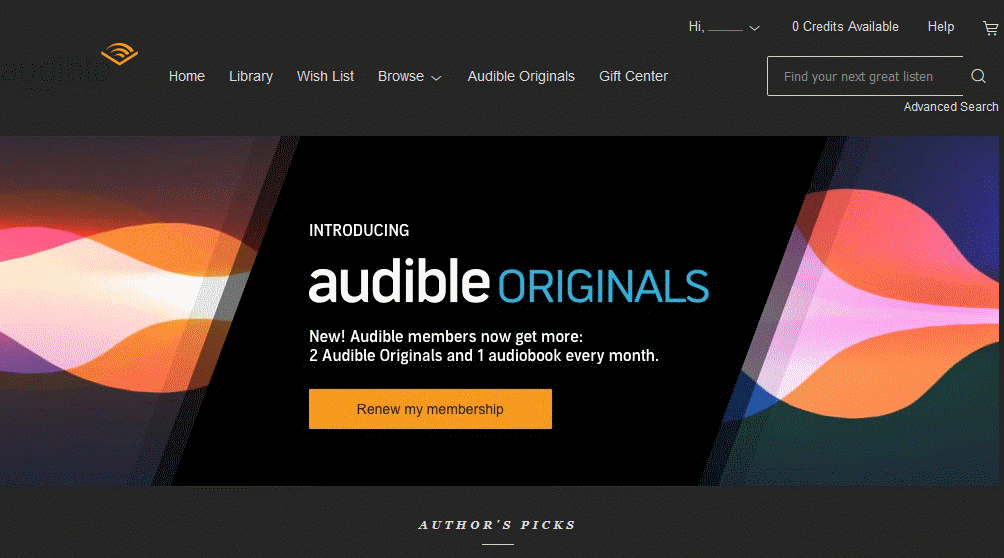 Hi, ______
0 Credits Available
Help
audible
Home
Library
Wish List
Browse
Audible Originals
Gift Center
Find your next great listen
Advanced Search
INTRODUCING
audible ORIGINALS
New! Audible members now get more:
2 Audible Originals and 1 audiobook every month.
Renew my membership
AUTHOR'S PICKS